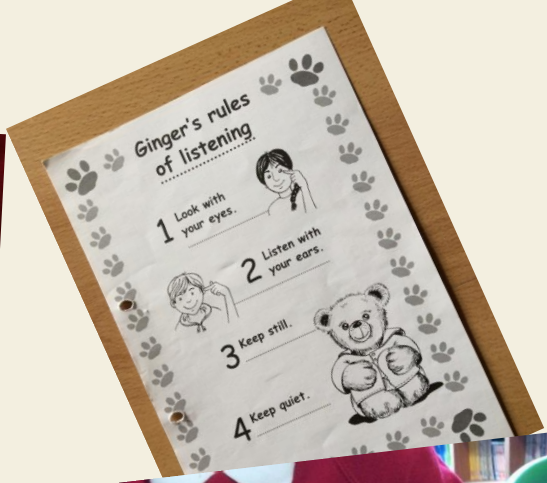 Ginger's rules
of listening
1 Look with
your eyes.
2 Listen with
your ears.
3 Keep still.
4 Keep quiet.